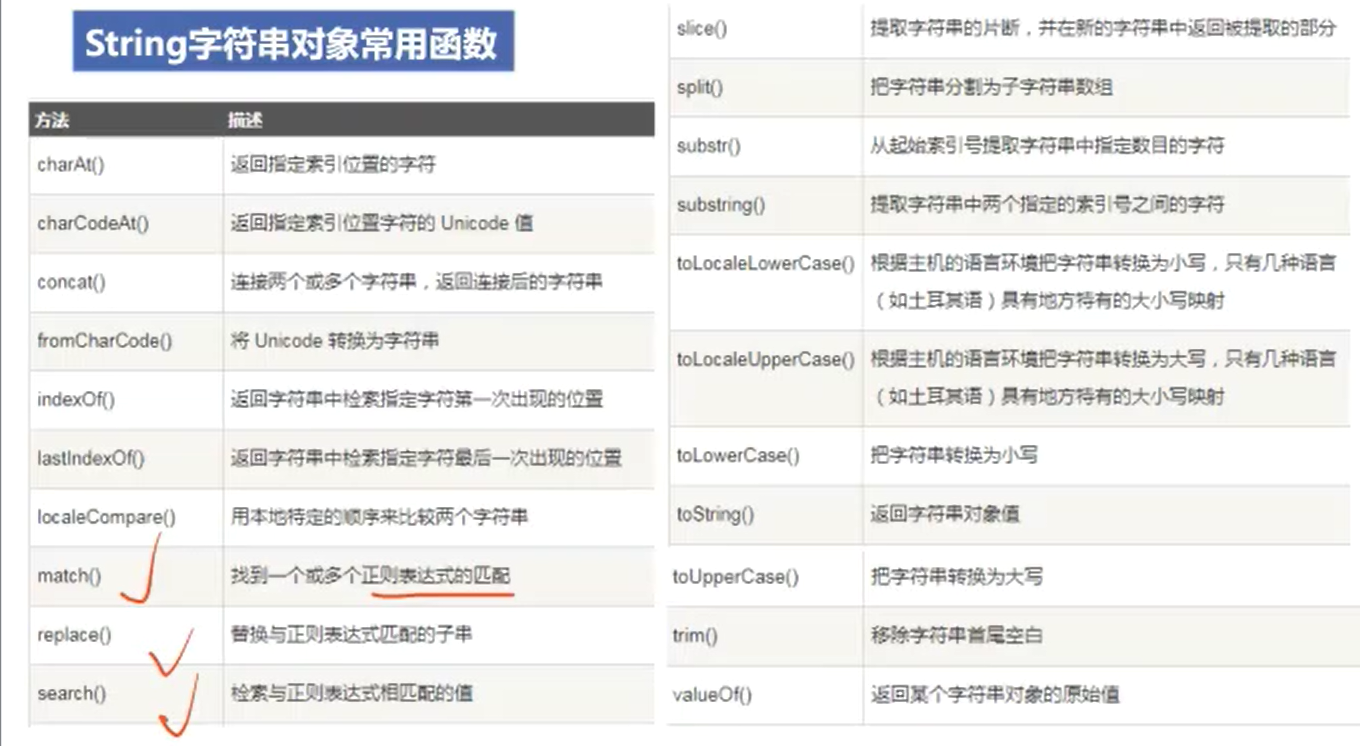 String字符串对象常用函数
方法 描述
charAt() 返回指定索引位置的字符
charCodeAt() 返回指定索引位置字符的 Unicode 值
concat() 连接两个或多个字符串，返回连接后的字符串
fromCharCode() 将 Unicode 转换为字符串
indexOf() 返回字符串中检索指定字符第一次出现的位置
lastIndexOf() 返回字符串中检索指定字符最后一次出现的位置
localeCompare() 用本地特定的顺序来比较两个字符串
match() 找到一个或多个正则表达式的匹配
replace() 替换与正则表达式匹配的子串
search() 检索与正则表达式相匹配的值
slice() 提取字符串的片断，并在新的字符串中返回被提取的部分
split() 把字符串分割为子字符串数组
substr() 从起始索引号提取字符串中指定数目的字符
substring() 提取字符串中两个指定的索引号之间的字符
toLocaleLowerCase() 根据主机的语言环境把字符串转换为小写，只有几种语言
（如土耳其语）具有地方特有的大小写映射
toLocaleUpperCase() 根据主机的语言环境把字符串转换为大写，只有几种语言
（如土耳其语）具有地方特有的大小写映射
toLowerCase() 把字符串转换为小写
toString() 返回字符串对象值
toUpperCase() 把字符串转换为大写
trim() 移除字符串首尾空白
valueOf() 返回某个字符串对象的原始值